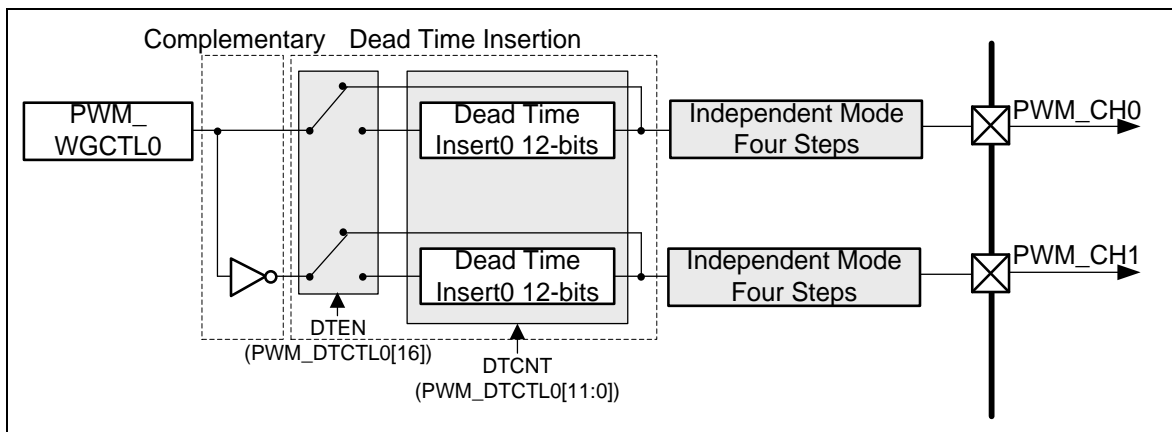 Complementary
Dead Time Insertion
PWM_
WGCTL0
Dead Time
Insert0 12-bits
Independent Mode
Four Steps
PWM_CH0
Dead Time
Insert0 12-bits
Independent Mode
Four Steps
PWM_CH1
DTEN
(PWM_DTCTL0[16])
DTCNT
(PWM_DTCTL0[11:0])